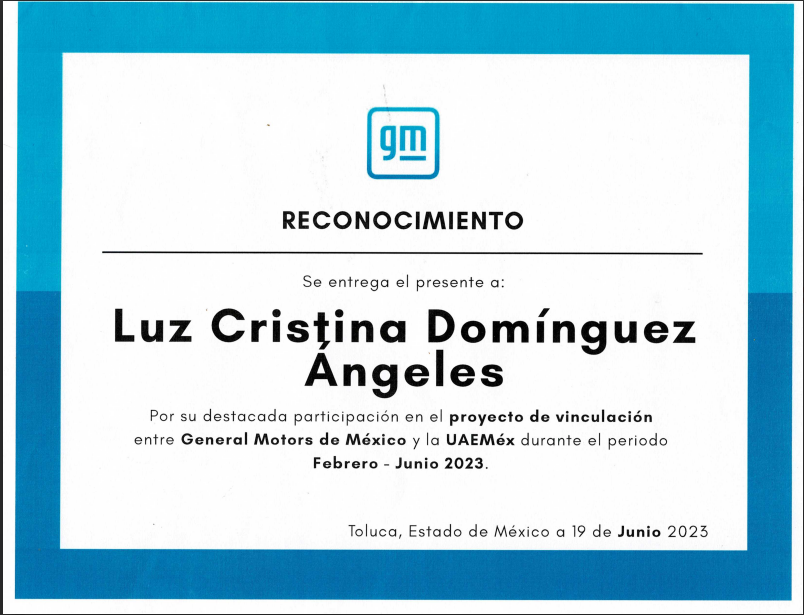 gm
RECONOCIMIENTO
Se entrega el presente a:
Luz Cristina Domínguez
Ángeles
Por su destacada participación en el proyecto de vinculación
entre General Motors de México y la UAEMéx durante el periodo
Febrero - Junio 2023.
Toluca, Estado de México a 19 de Junio 2023